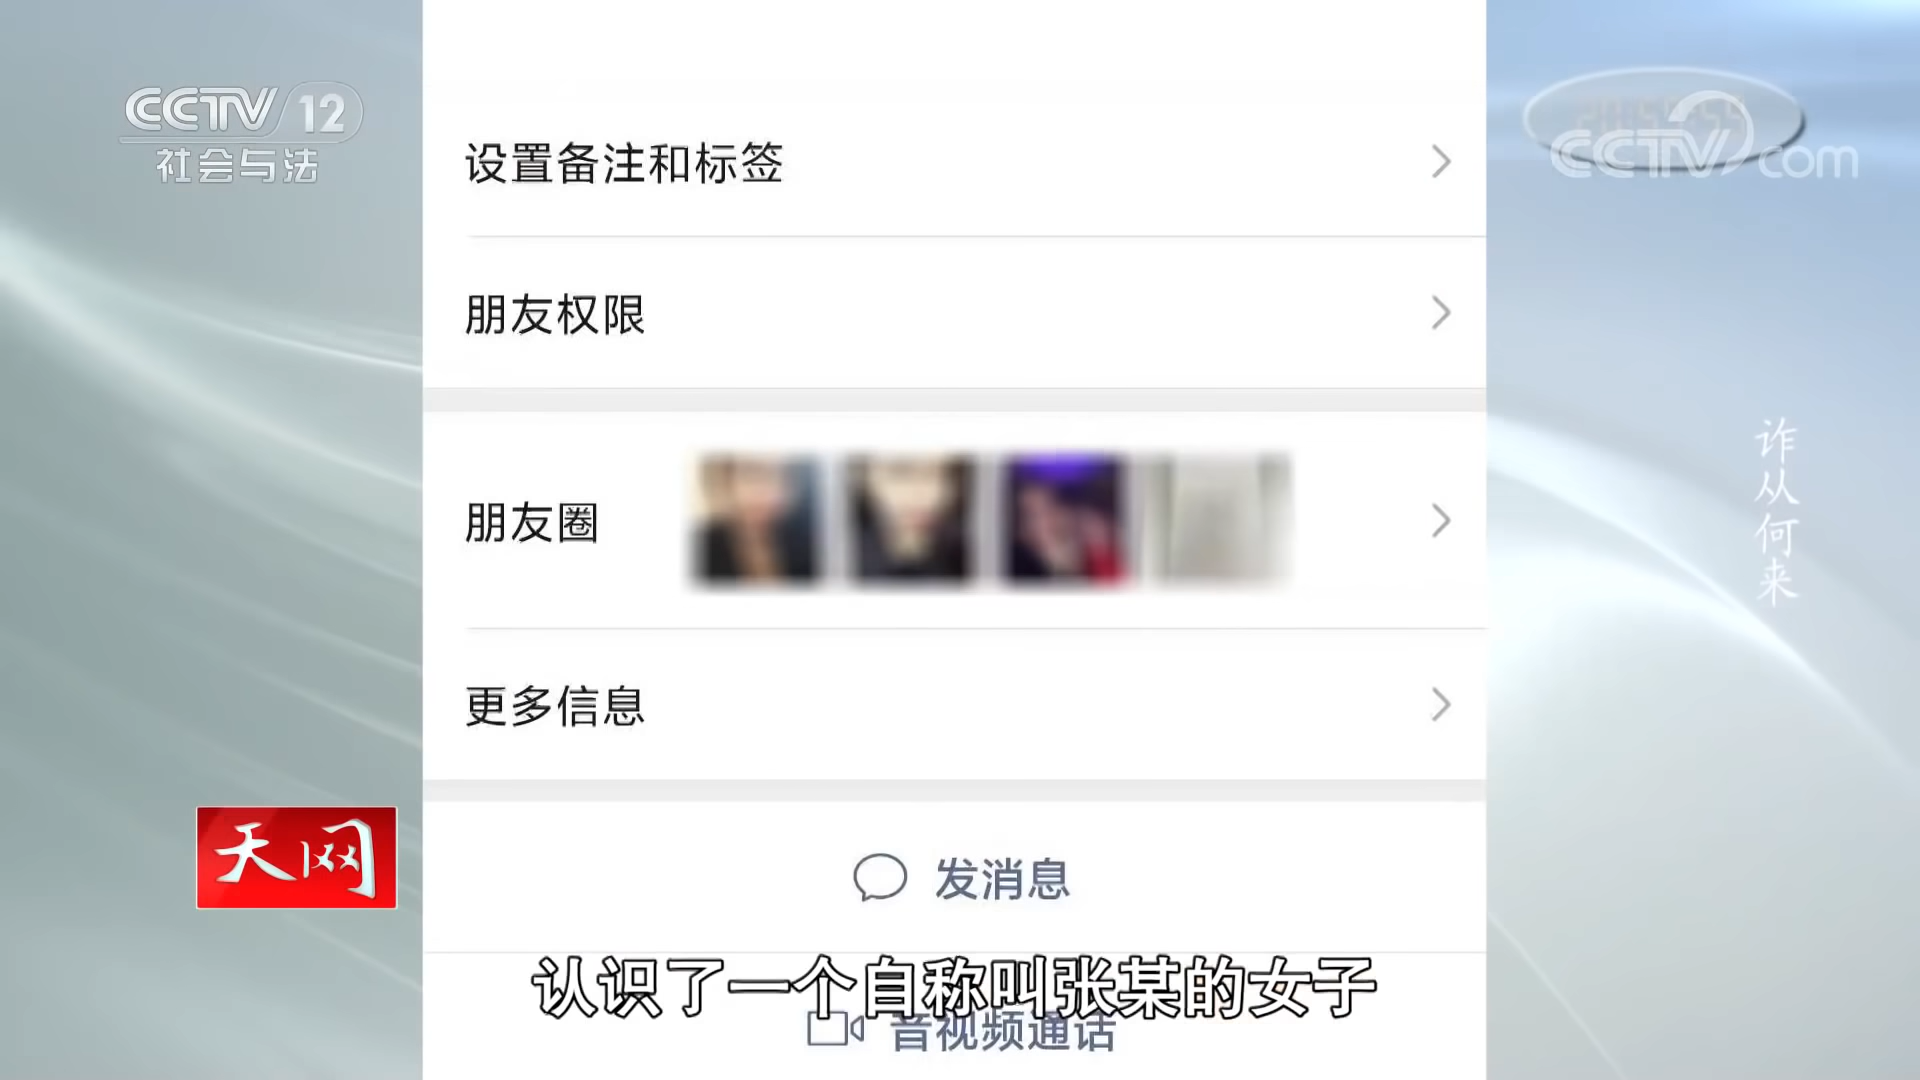 CCTV 12
社会与法
CCTV.com
设置备注和标签
朋友权限
朋友圈
更多信息
发消息
音视频通话
认识了一个自称叫张某的女子
天网
诈从何来